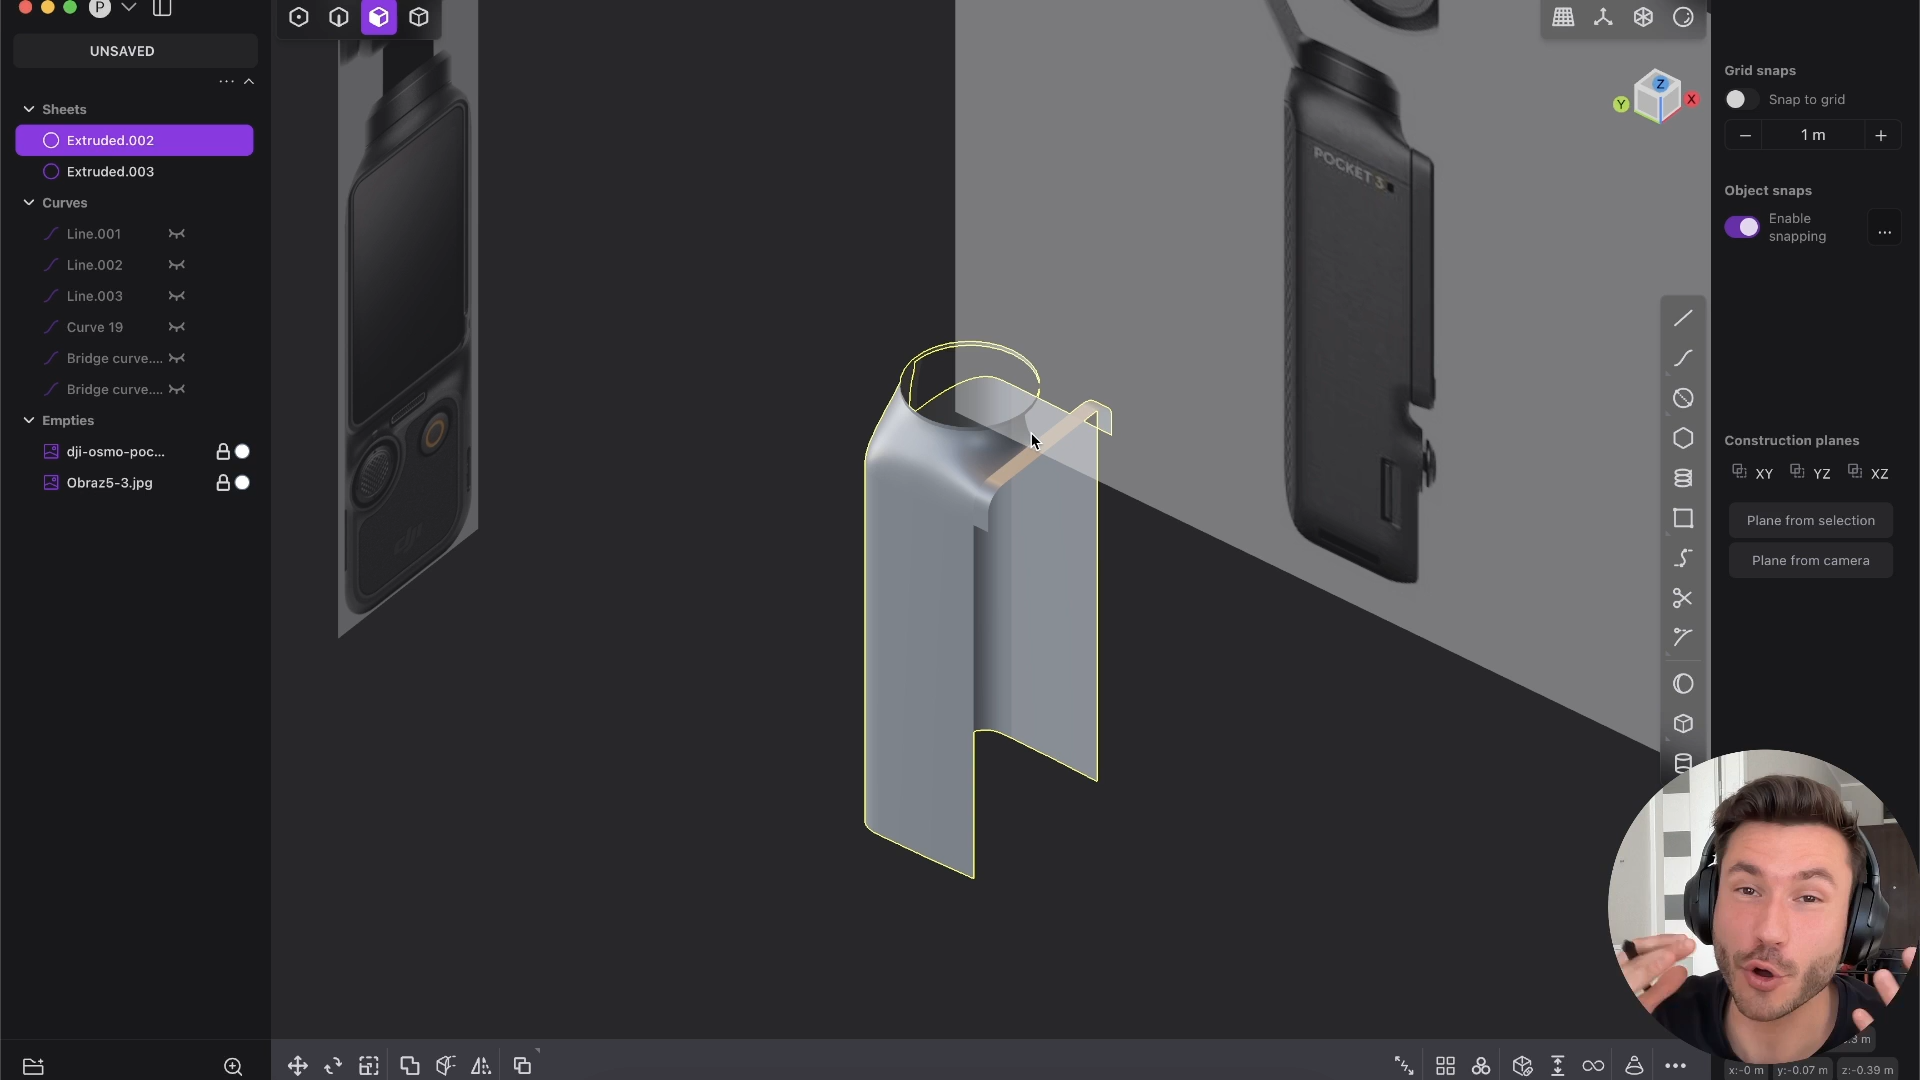 P
UNSAVED
...
Sheets
Extruded.002
Extruded.003
Curves
Line.001
Line.002
Line.003
Curve 19
Bridge curve....
Bridge curve....
Empties
dji-osmo-poc...
Obraz5-3.jpg
dji
POCKET 3
Z
Y
X
Grid snaps
Snap to grid
1 m
Object snaps
Enable
snapping
...
Construction planes
XY
YZ
XZ
Plane from selection
Plane from camera
x:-0 m
y:-0.07 m
z:-0.39 m